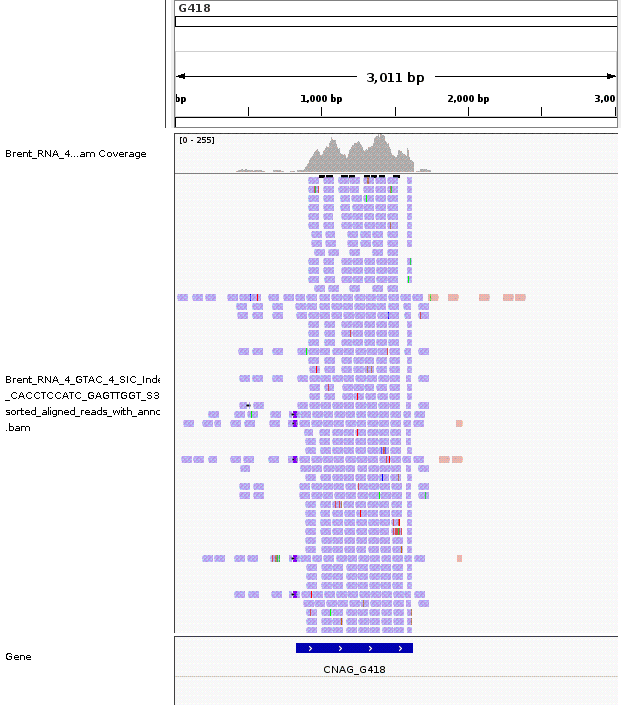 G418
3,011 bp
bp 1,000 bp 2,000 bp 3,00
[0 - 255]
Brent_RNA_4...am Coverage
Brent_RNA_4_GTAC_4_SIC_Inde
_CACCTCCATC_GAGTTGGT_S3
sorted_aligned_reads_with_anno
.bam
Gene
CNAG_G418